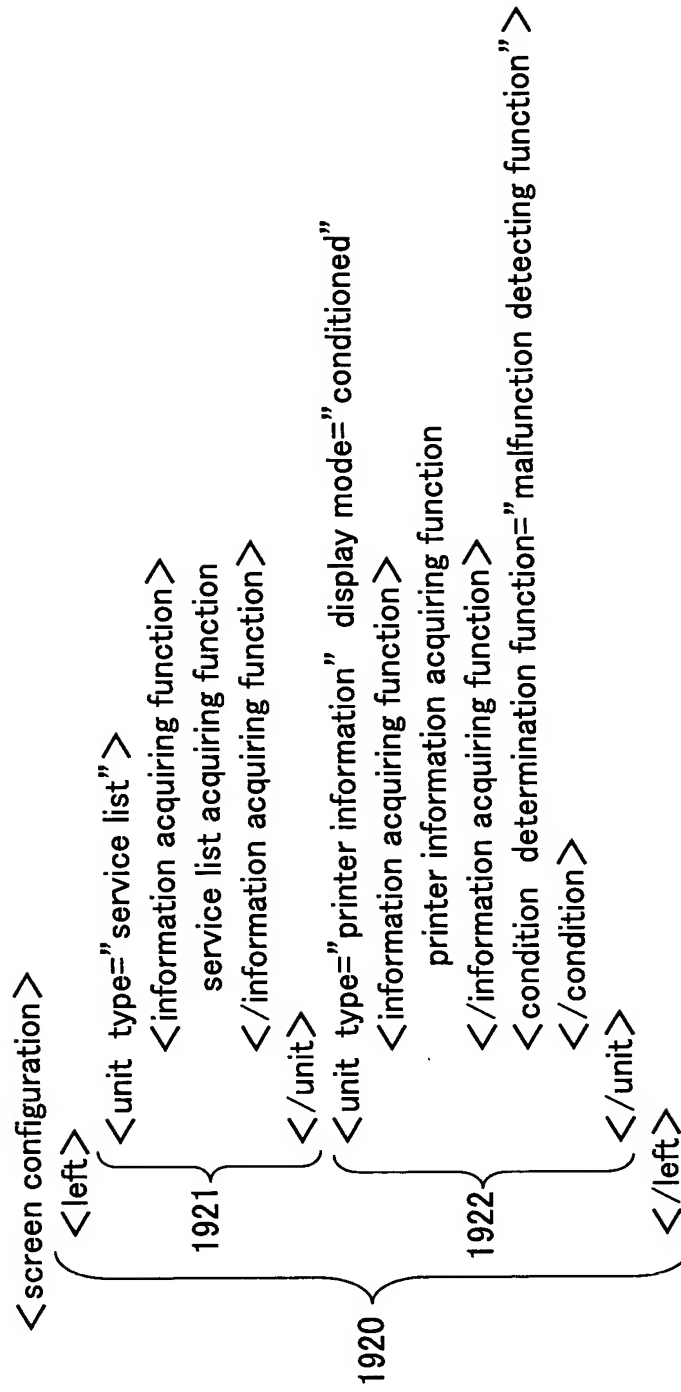 <screen configuration>
<left>
<unit type="service list">
<information acquiring function>
service list acquiring function
</information acquiring function>
</unit>
1921
<unit type="printer information" display mode="conditioned"
<information acquiring function>
printer information acquiring function
</information acquiring function>
<condition determination function="malfunction detecting function">
</condition>
</unit>
1922
</left>
1920